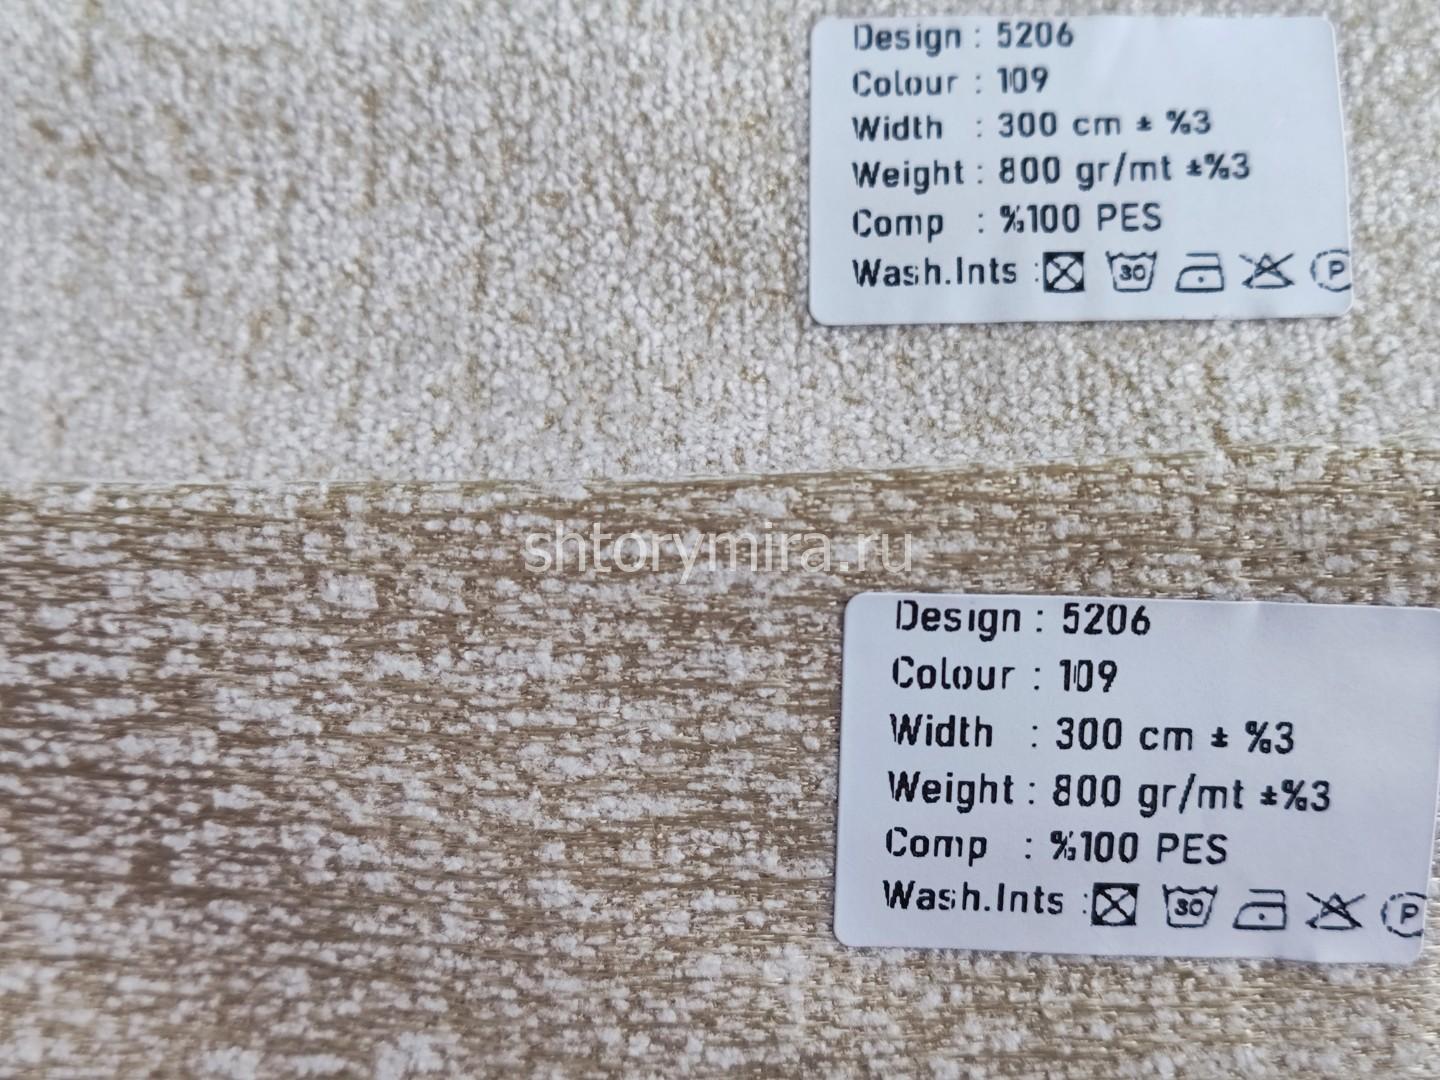 Design : 5206
Colour : 109
Width : 300 cm ± %3
Weight : 800 gr/mt ±%3
Comp : %100 PES
Wash.Ints : 30 P
shtorymira.ru
Design : 5206
Colour : 109
Width : 300 cm ± %3
Weight : 800 gr/mt ±%3
Comp : %100 PES
Wash.Ints : 30 P